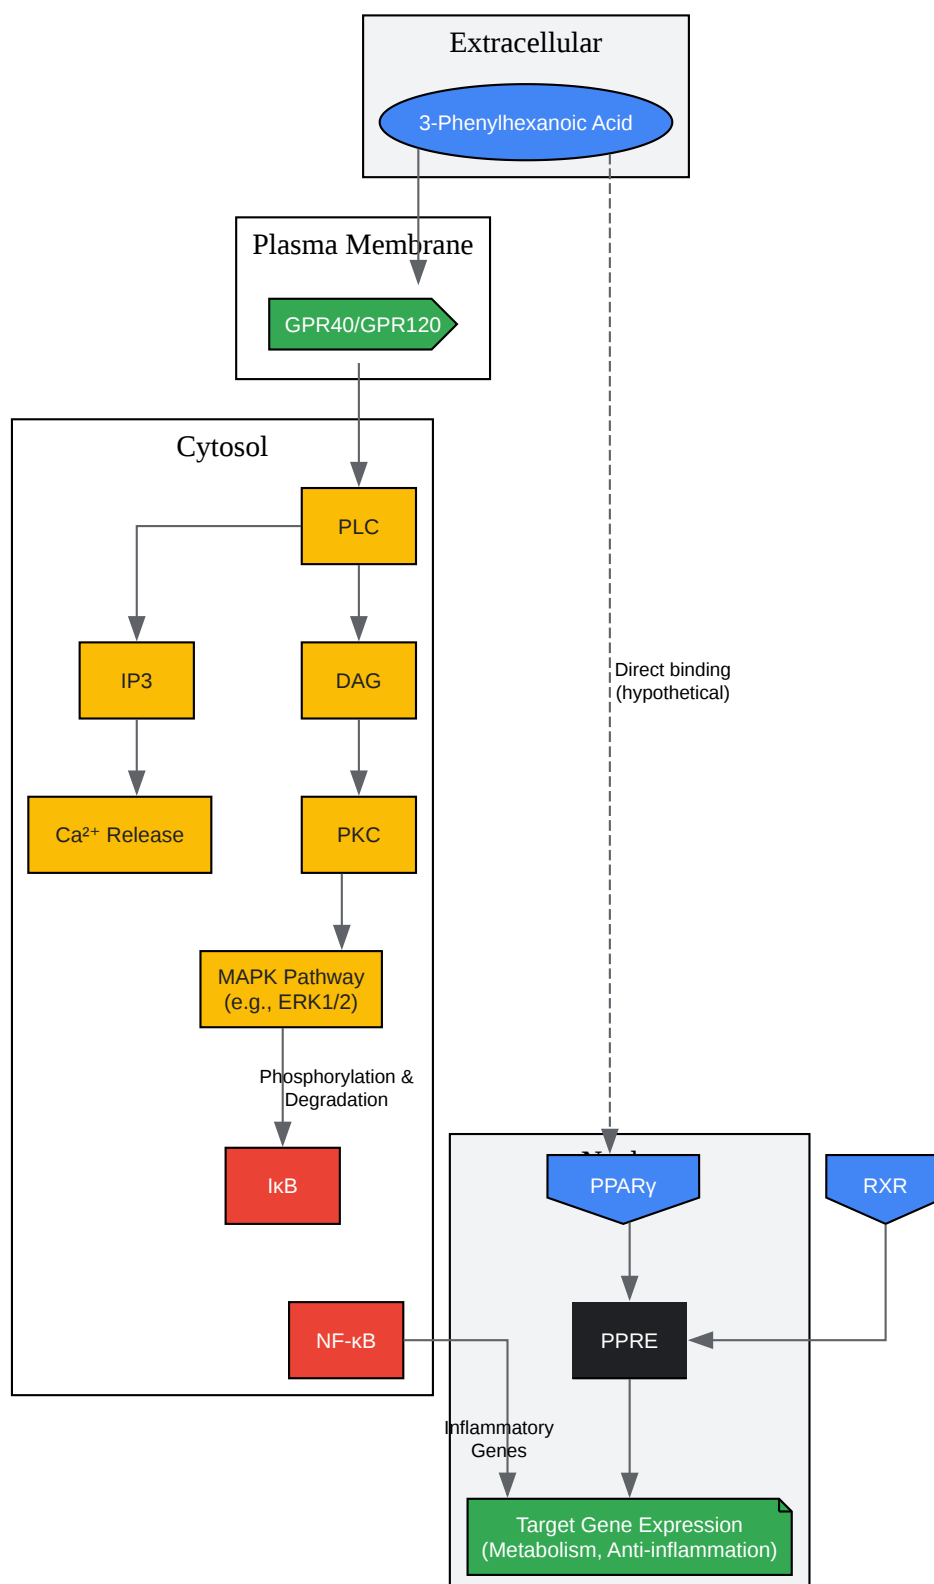 Extracellular
3-Phenylhexanoic Acid
Plasma Membrane
GPR40/GPR120
Cytosol
PLC
IP3
DAG
Direct binding
(hypothetical)
Ca²⁺ Release
PKC
MAPK Pathway
(e.g., ERK1/2)
Phosphorylation &
Degradation
IκB
PPARγ
RXR
NF-κB
PPRE
Inflammatory
Genes
Target Gene Expression
(Metabolism, Anti-inflammation)